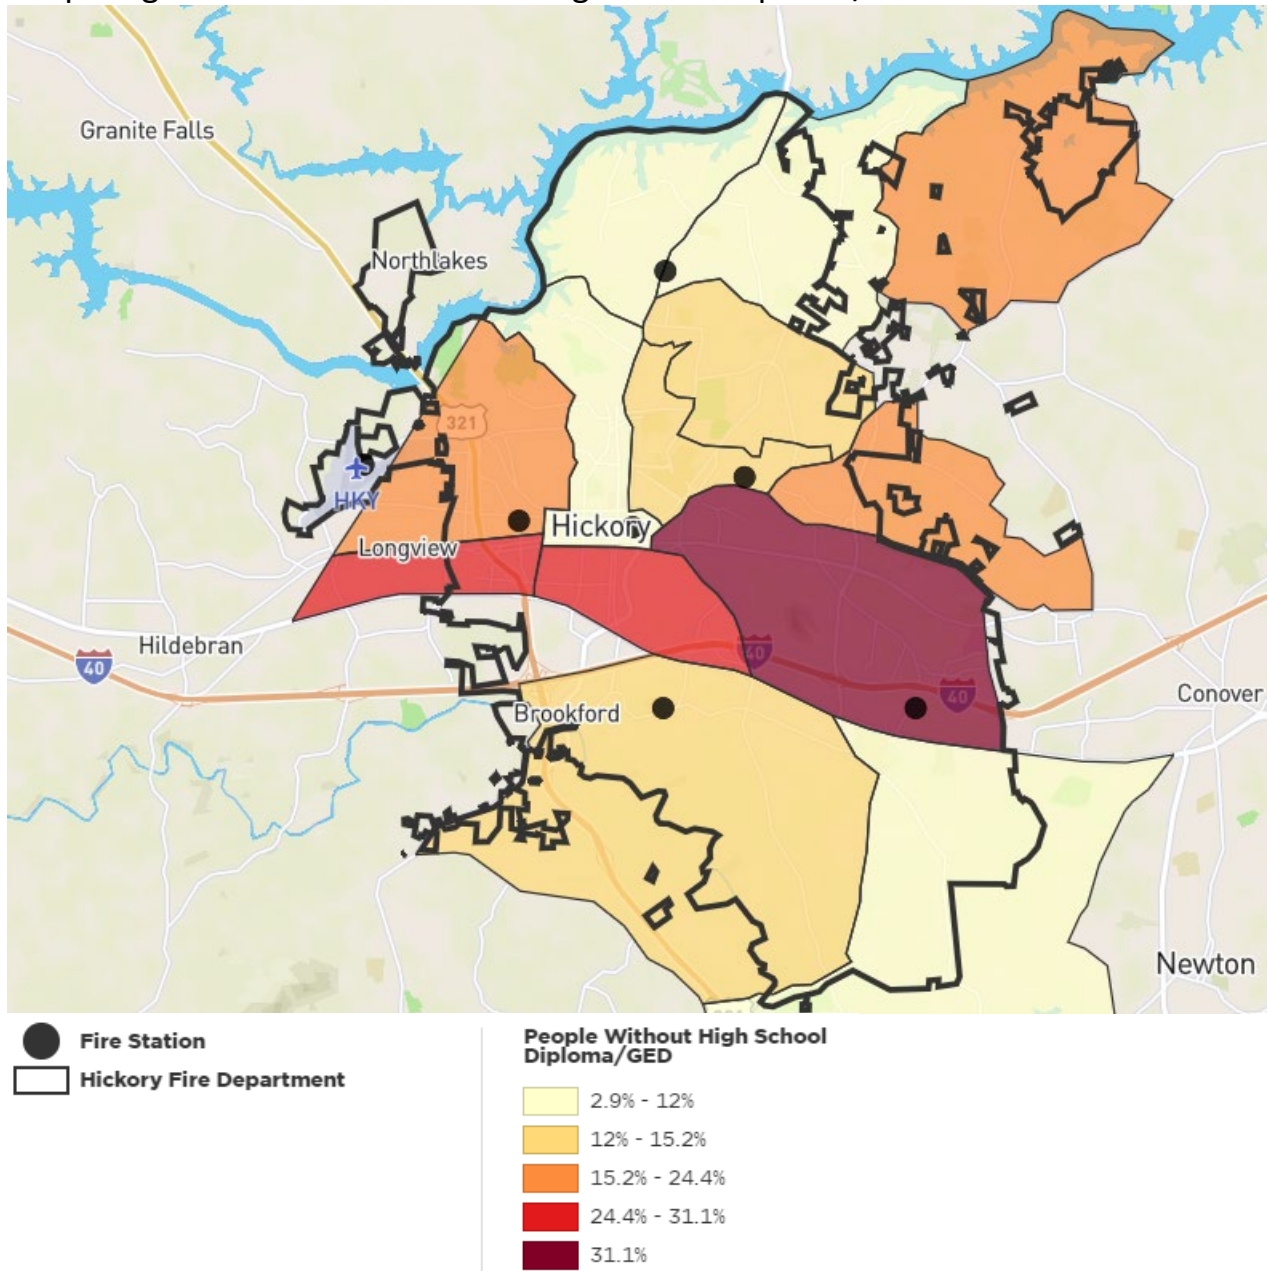 Granite Falls
Northlakes
321
HKY
Hickory
Longview
Hildebran
40
40
40
Brookford
Conover
Newton
Fire Station
Hickory Fire Department
People Without High School
Diploma/GED
2.9% - 12%
12% - 15.2%
15.2% - 24.4%
24.4% - 31.1%
31.1%